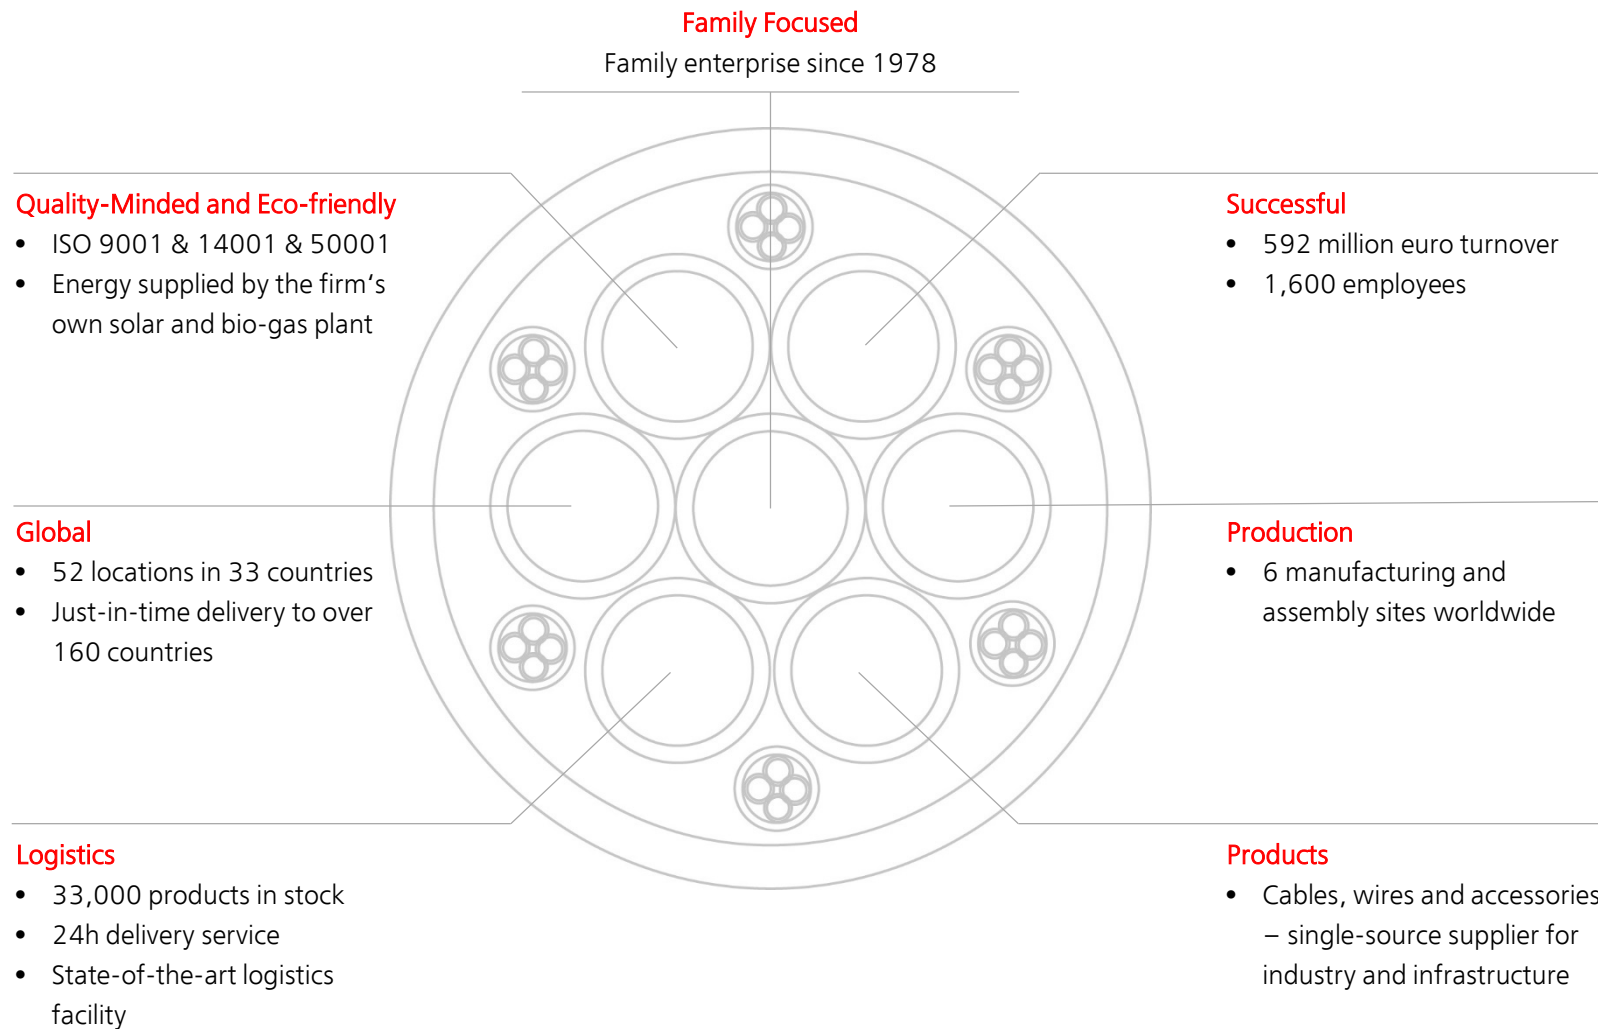 Family Focused
Family enterprise since 1978
Quality-Minded and Eco-friendly
• ISO 9001 & 14001 & 50001
• Energy supplied by the firm‘s
own solar and bio-gas plant
Successful
• 592 million euro turnover
• 1,600 employees
Global
• 52 locations in 33 countries
• Just-in-time delivery to over
160 countries
Production
• 6 manufacturing and
assembly sites worldwide
Logistics
• 33,000 products in stock
• 24h delivery service
• State-of-the-art logistics
facility
Products
• Cables, wires and accessories
– single-source supplier for
industry and infrastructure